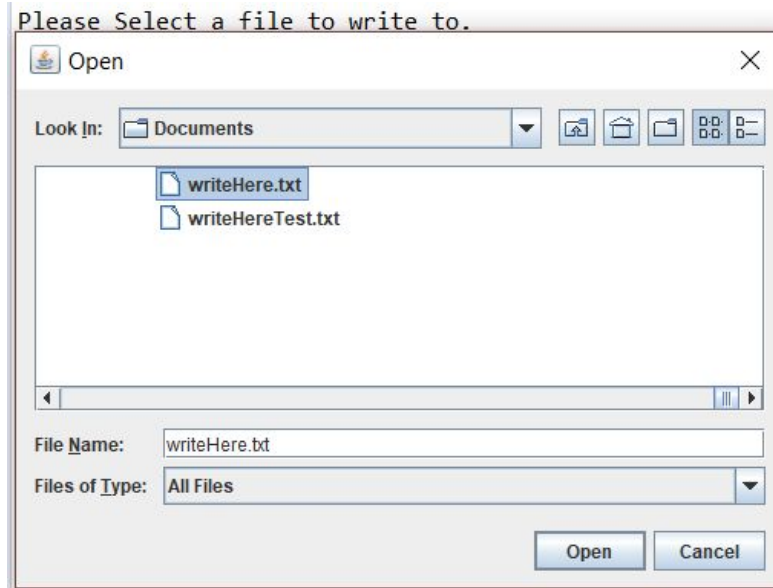 Please Select a file to write to.
Open
Look In: Documents
writeHere.txt
writeHereTest.txt
File Name: writeHere.txt
Files of Type: All Files
Open Cancel